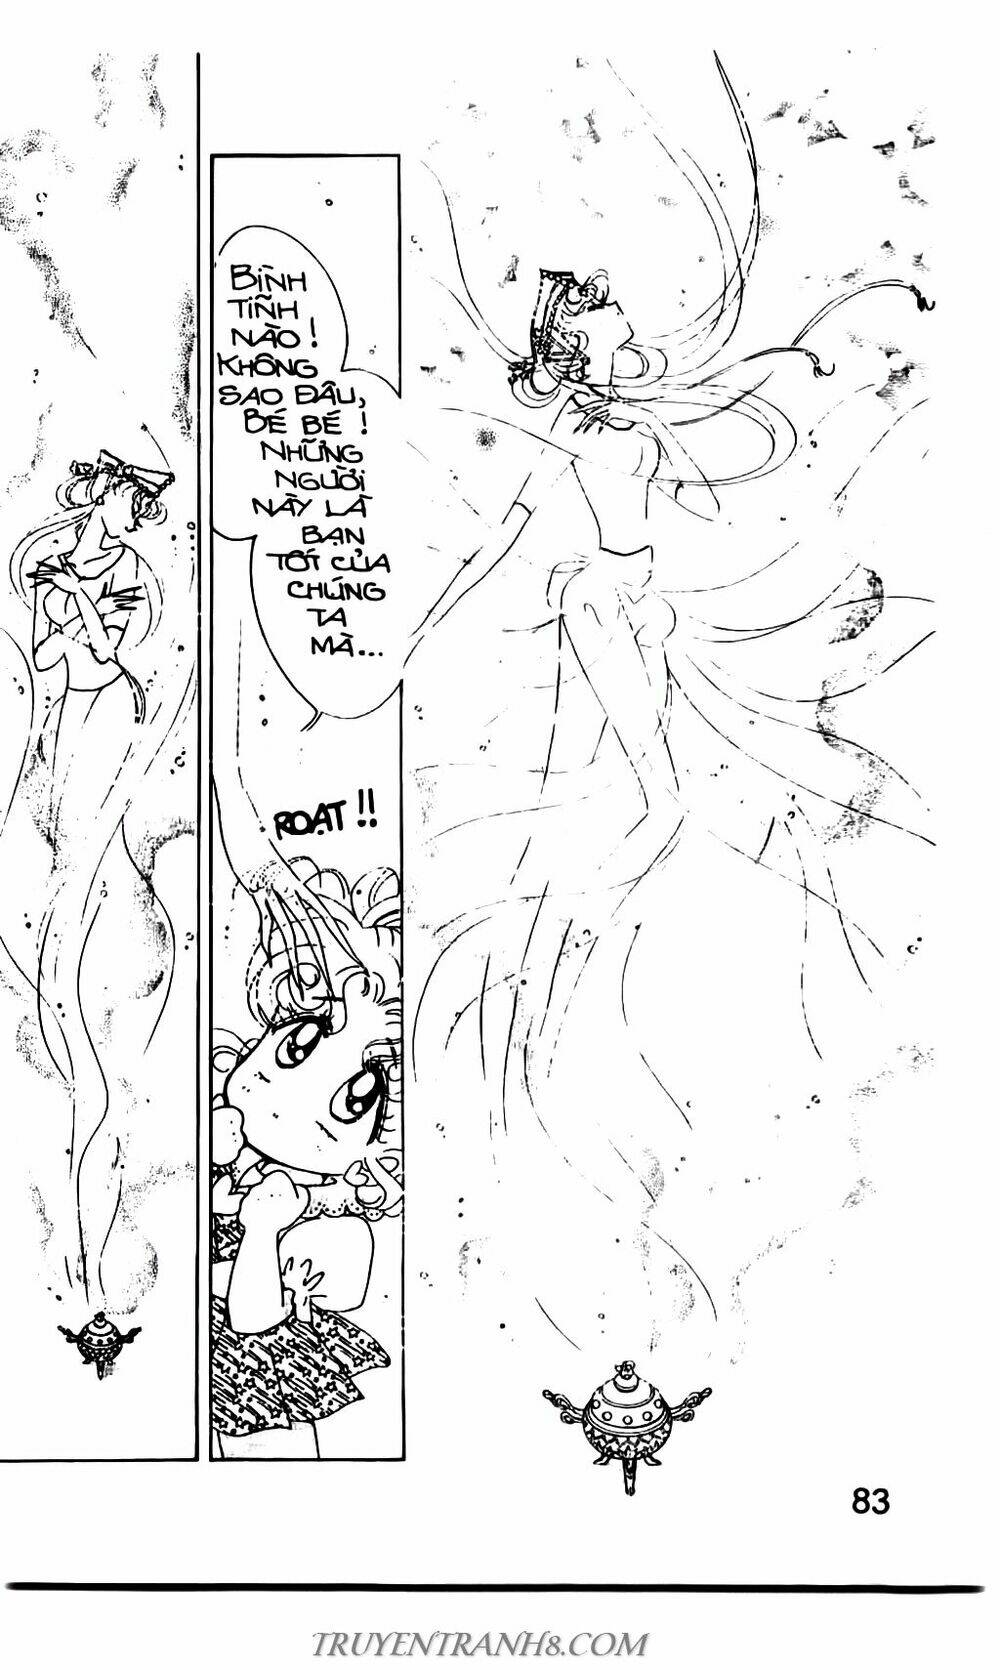 BÌNH
TĨNH
NÀO!
KHÔNG
SAO ĐÂU,
BÉ BÉ!
NHỮNG
NGƯỜI
NÀY LÀ
BẠN
TỐT CỦA
CHÚNG
TA
MÀ...
ROẠT!!
83
TRUYENTRANH8.COM